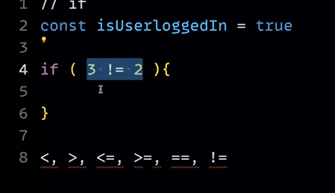 1 // if
2 const isUserloggedIn = true
3
4 if ( 3 != 2 ){
5
6 }
7
8 <, >, <=, >=, ==, !=